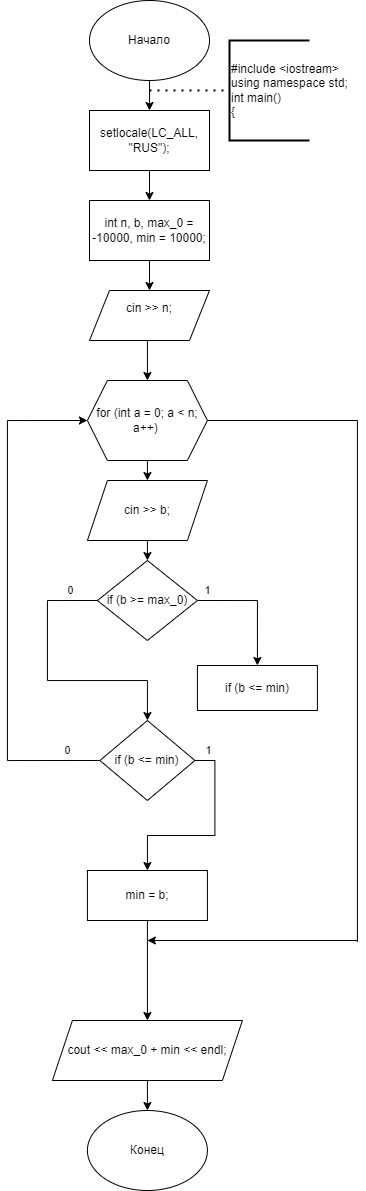 Начало
#include <iostream>
using namespace std;
int main()
{
setlocale(LC_ALL,
"RUS");
int n, b, max_0 =
-10000, min = 10000;
cin >> n;
for (int a = 0; a < n;
a++)
cin >> b;
0
if (b >= max_0)
1
if (b <= min)
0
if (b <= min)
1
min = b;
cout << max_0 + min << endl;
Конец